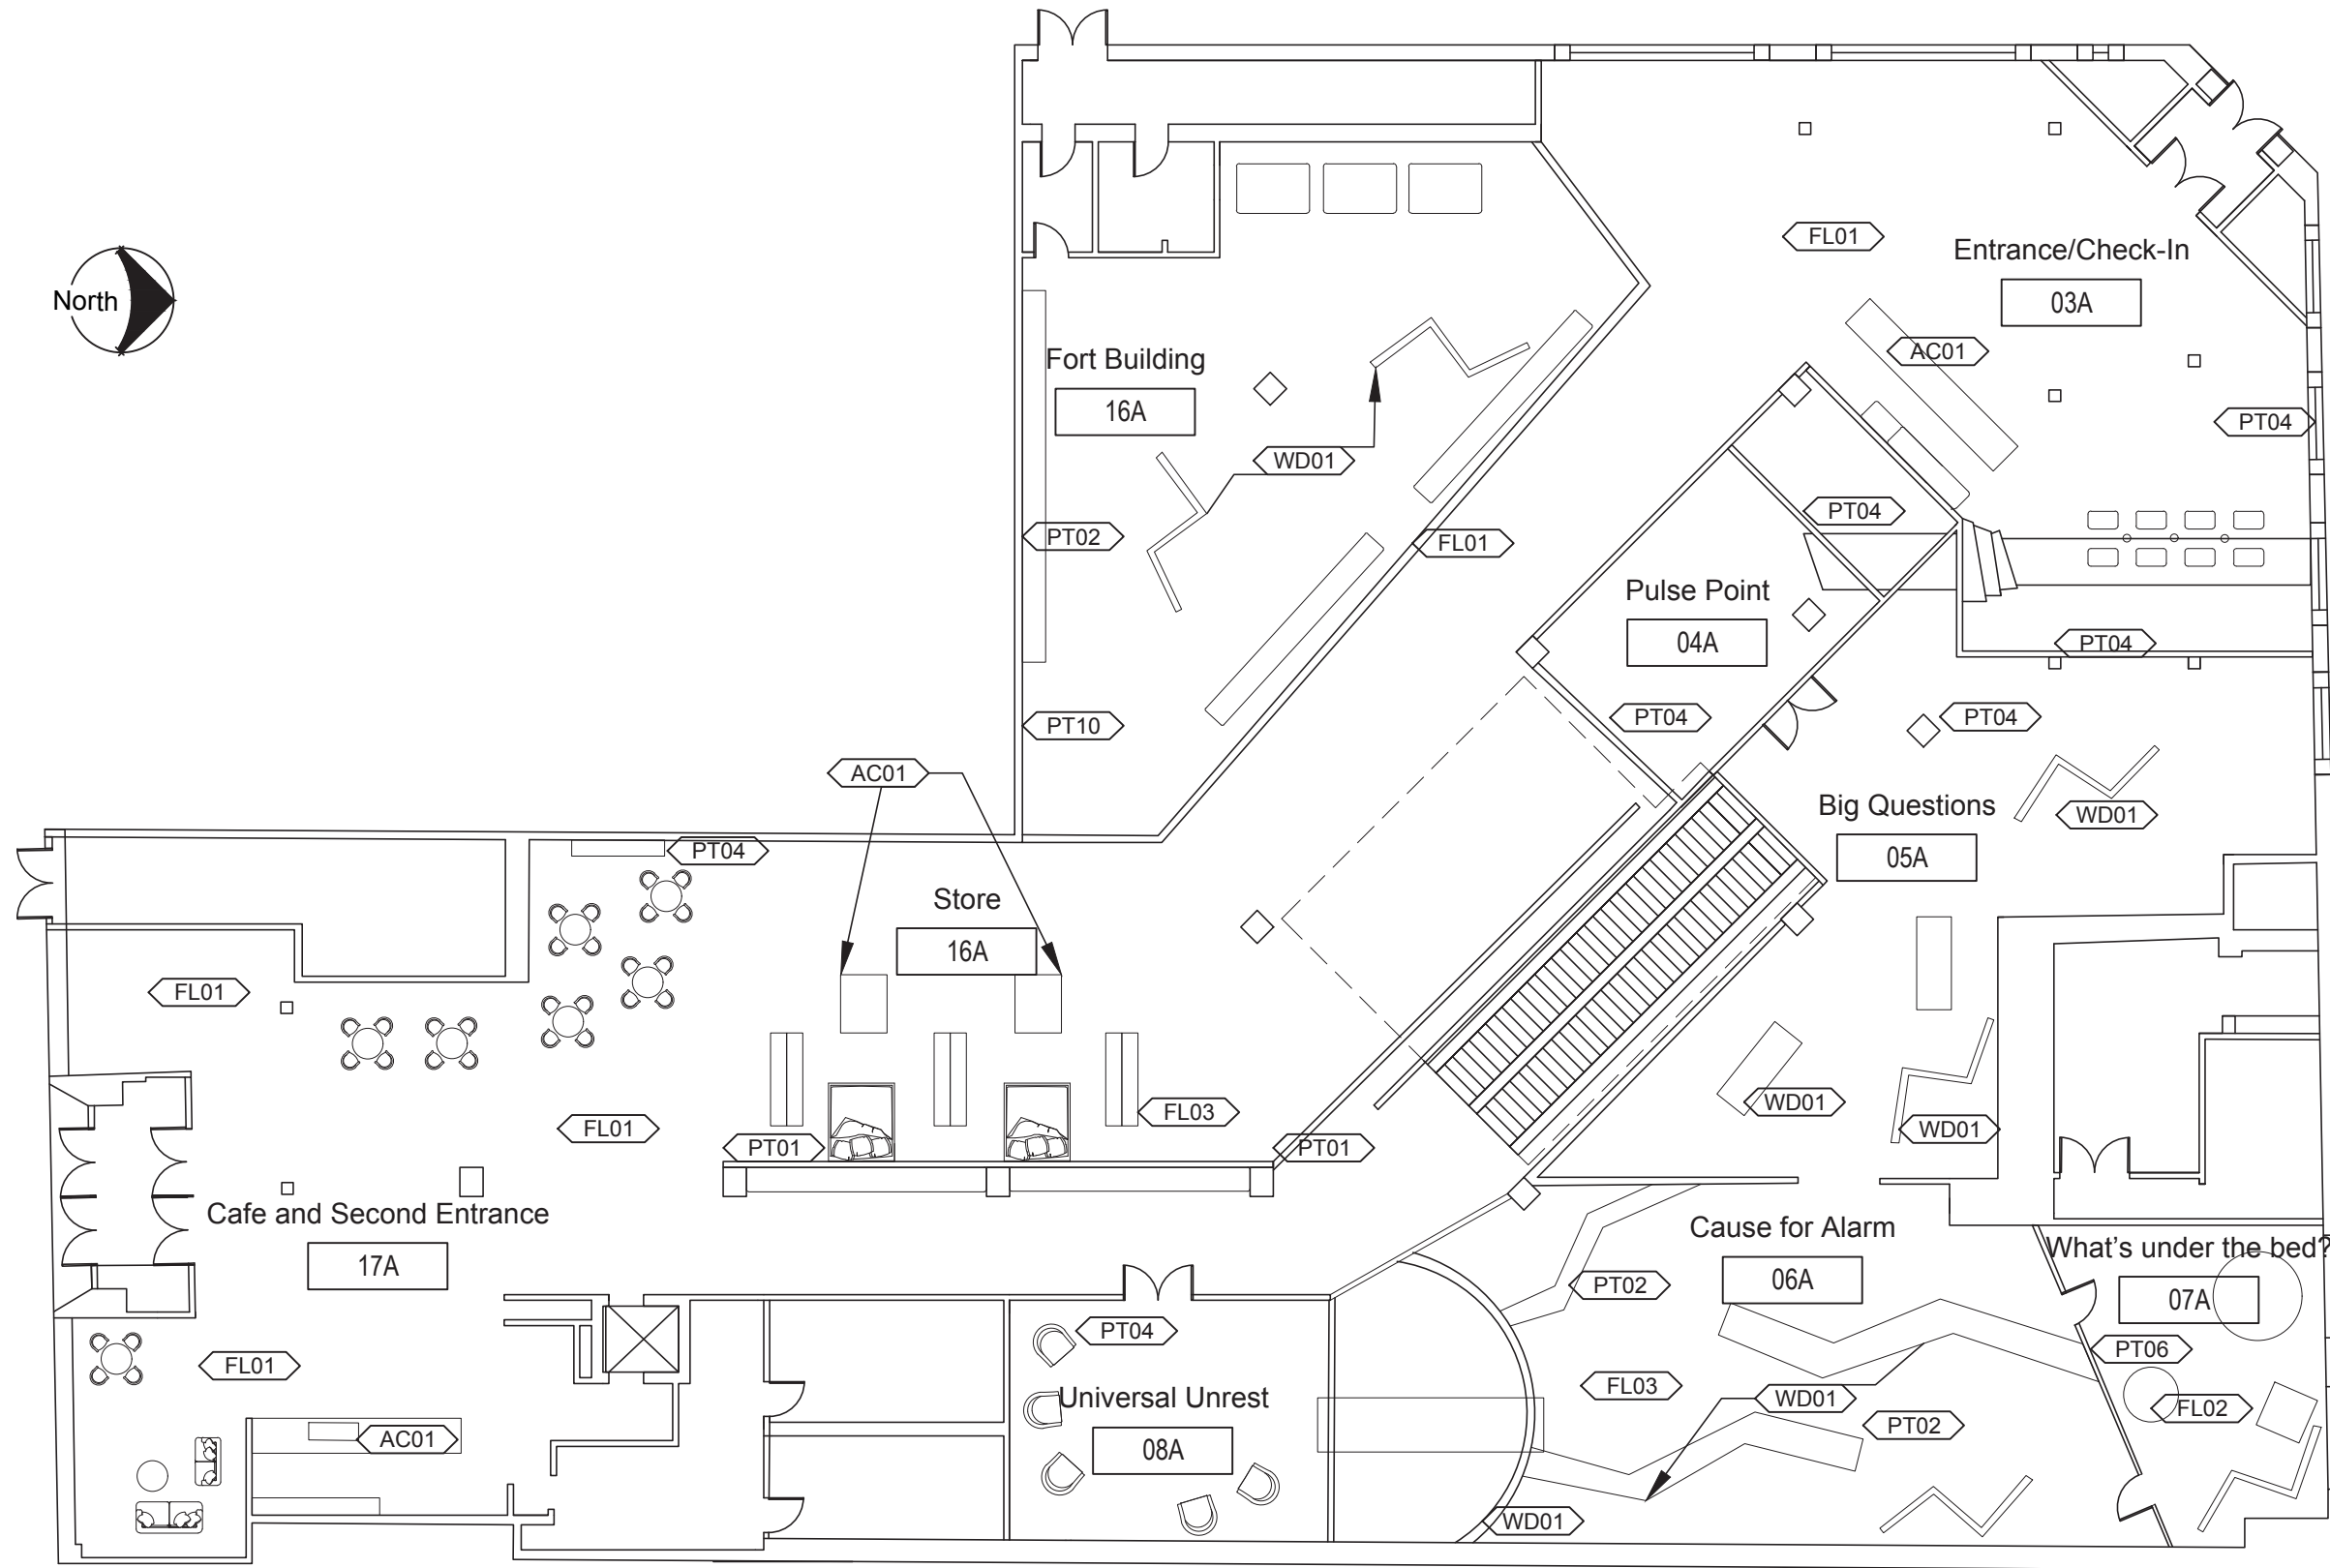 North
FL01
Entrance/Check-In
03A
AC01
PT04
Fort Building
16A
WD01
PT02
FL01
PT04
Pulse Point
04A
PT04
PT10
PT04
PT04
AC01
Big Questions
05A
WD01
PT04
Store
16A
FL01
FL03
WD01
WD01
FL01
PT01
PT01
Cafe and Second Entrance
17A
Cause for Alarm
06A
What's under the bed?
07A
PT02
PT04
PT06
FL01
FL03
Universal Unrest
08A
WD01
FL02
PT02
AC01
WD01